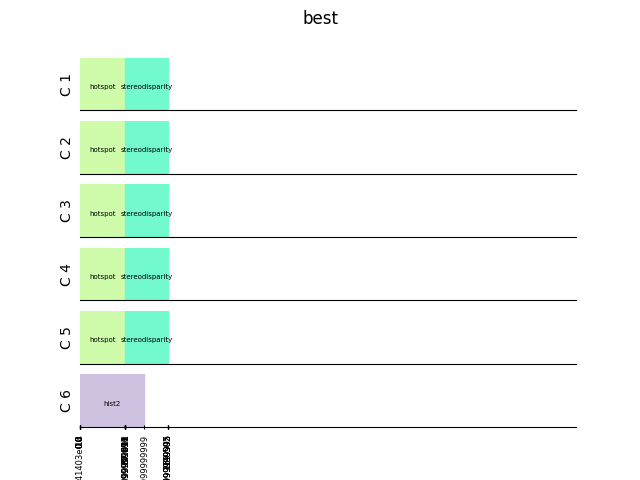 best
C 1
hotspot stereodisparity
C 2
hotspot stereodisparity
C 3
hotspot stereodisparity
C 4
hotspot stereodisparity
C 5
hotspot stereodisparity
C 6
hist2